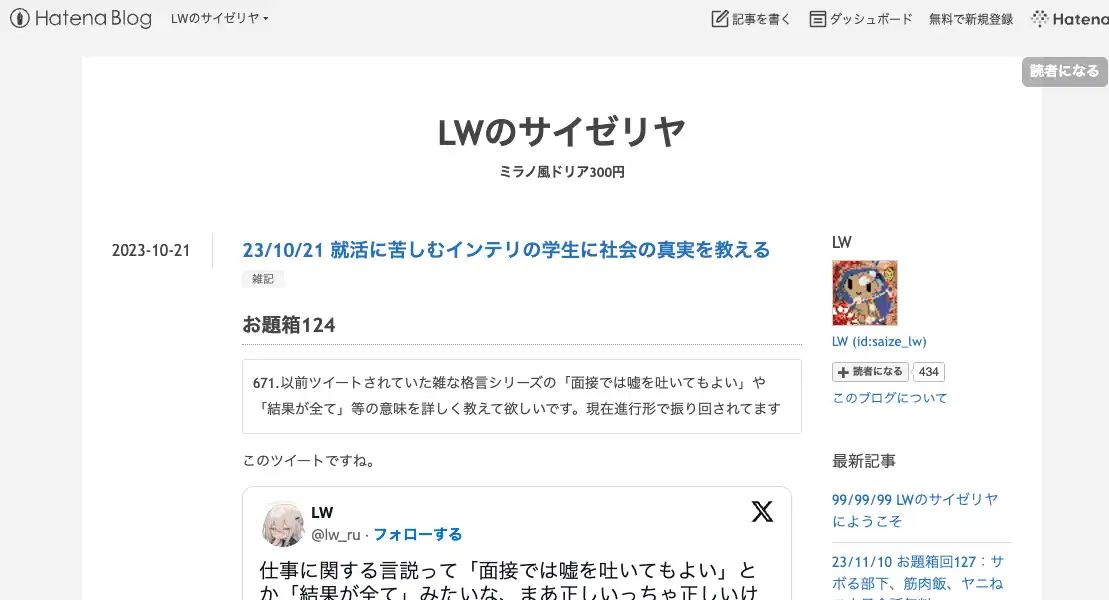 Hatena Blog
LWのサイゼリヤ
記事を書く
ダッシュボード
無料で新規登録
Hatena
読者になる
LWのサイゼリヤ
ミラノ風ドリア300円
2023-10-21
23/10/21 就活に苦しむインテリの学生に社会の真実を教える
雑記
お題箱124
671.以前ツイートされていた雑な格言シリーズの「面接では嘘を吐いてもよい」や
「結果が全て」等の意味を詳しく教えて欲しいです。現在進行形で振り回されてます
このツイートですね。
LW
@lw_ru · フォローする
仕事に関する言説って「面接では嘘を吐いてもよい」と
か「結果が全て」みたいな、まあ正しいっちゃ正しいけ
LW
LW (id:saize_lw)
読者になる 434
このブログについて
最新記事
99/99/99 LWのサイゼリヤ
にようこそ
23/11/10 お題箱回127：サ
ボる部下、筋肉飯、ヤニね